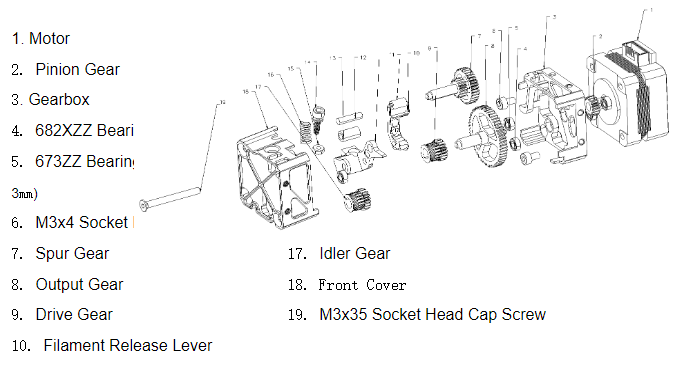 1. Motor
2. Pinion Gear
3. Gearbox
4. 682XZZ Beari
5. 673ZZ Bearin
3mm)
6. M3x4 Socket
7. Spur Gear
8. Output Gear
9. Drive Gear
10. Filament Release Lever
17. Idler Gear
18. Front Cover
19. M3x35 Socket Head Cap Screw
19
18
17
16
15
14
13
12
11
10
9
7
8
6
5
4
3
2
1